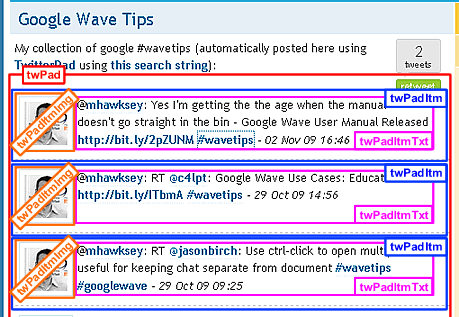 Google Wave Tips
My collection of google #wavetips (automatically posted here using
TwitterPad using this search string):
2
tweets
retweet
twPad
twPadItm
twPadItmImg
@mhawksey: Yes I'm getting the the age when the manual
doesn't go straight in the bin - Google Wave User Manual Released
http://bit.ly/2pZUNM #wavetips - 02 Nov 09 16:46
twPadItmTxt
twPadItm
twPadItmImg
@mhawksey: RT @c4lpt: Google Wave Use Cases: Educat
http://bit.ly/ITbmA #wavetips - 29 Oct 09 14:56
twPadItmTxt
twPadItm
twPadItmImg
@mhawksey: RT @jasonbirch: Use ctrl-click to open mult
useful for keeping chat separate from document #wavetips
#googlewave - 29 Oct 09 09:25
twPadItmTxt